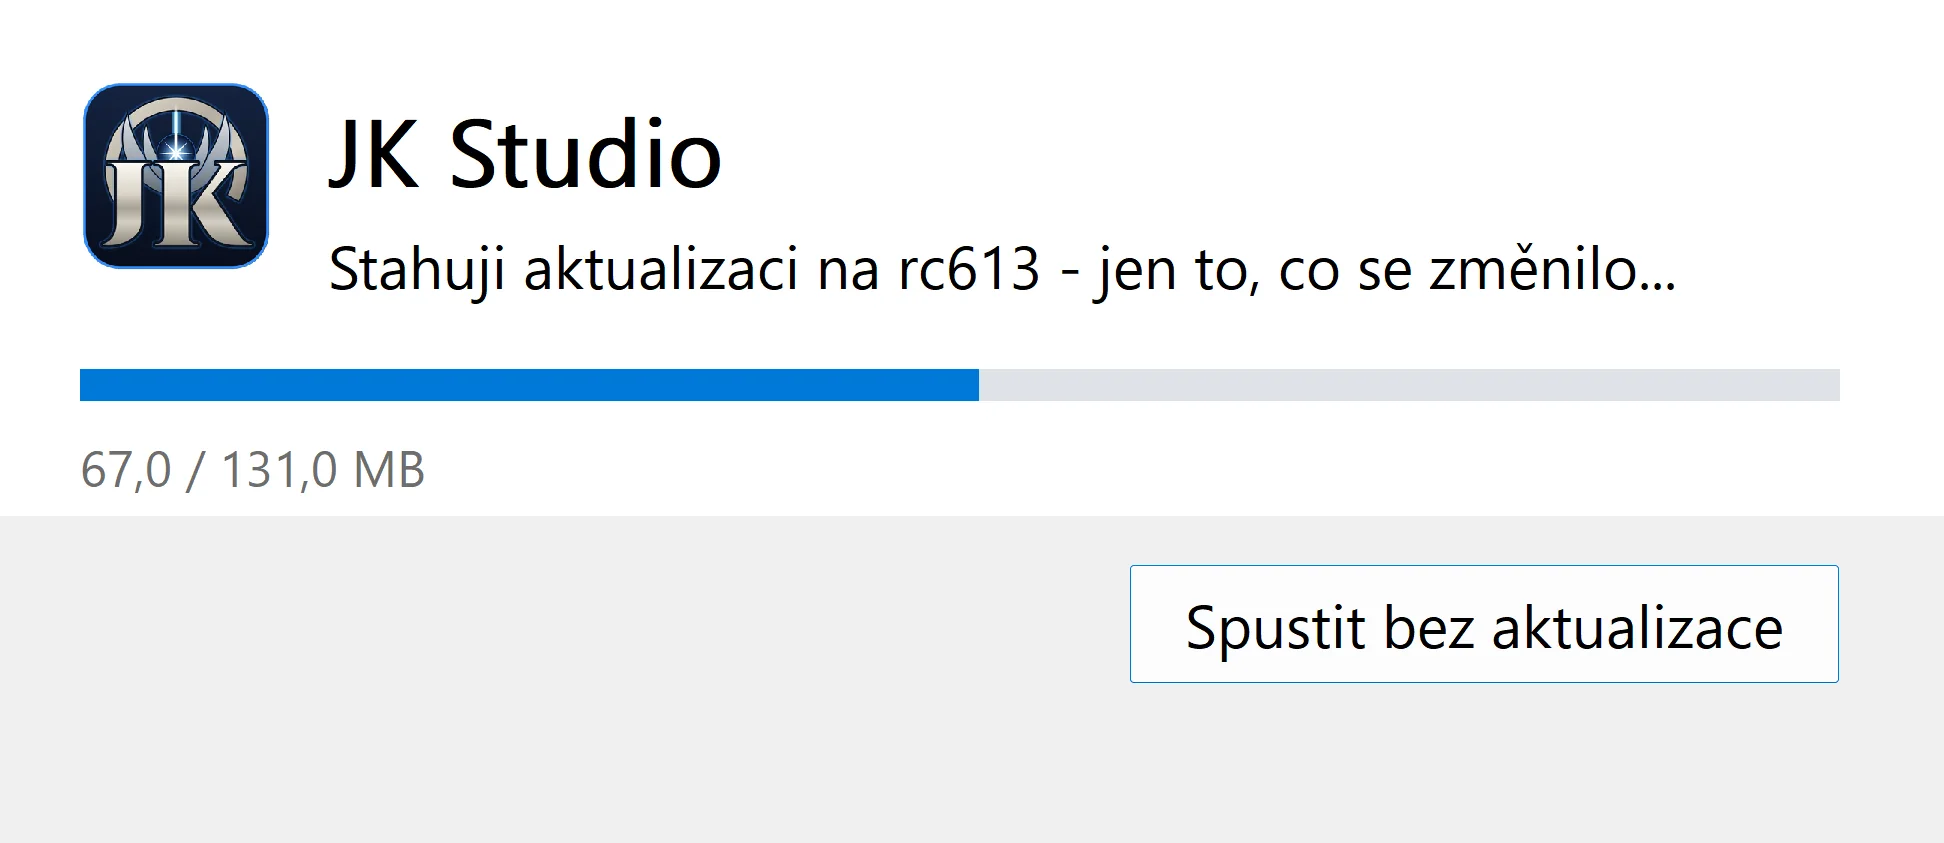 JK
JK Studio
Stahuji aktualizaci na rc613 - jen to, co se změnilo...
67,0 / 131,0 MB
Spustit bez aktualizace